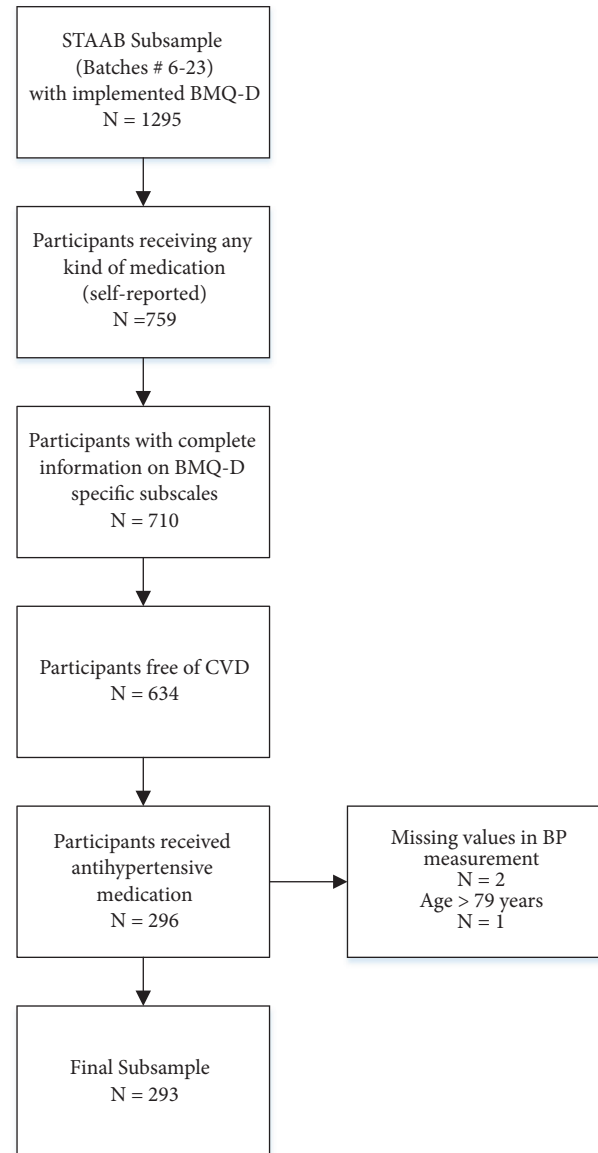 STAAB Subsample
(Batches # 6-23)
with implemented BMQ-D
N = 1295
Participants receiving any
kind of medication
(self-reported)
N =759
Participants with complete
information on BMQ-D
specific subscales
N = 710
Participants free of CVD
N = 634
Participants received
antihypertensive
medication
N = 296
Missing values in BP
measurement
N = 2
Age > 79 years
N = 1
Final Subsample
N = 293